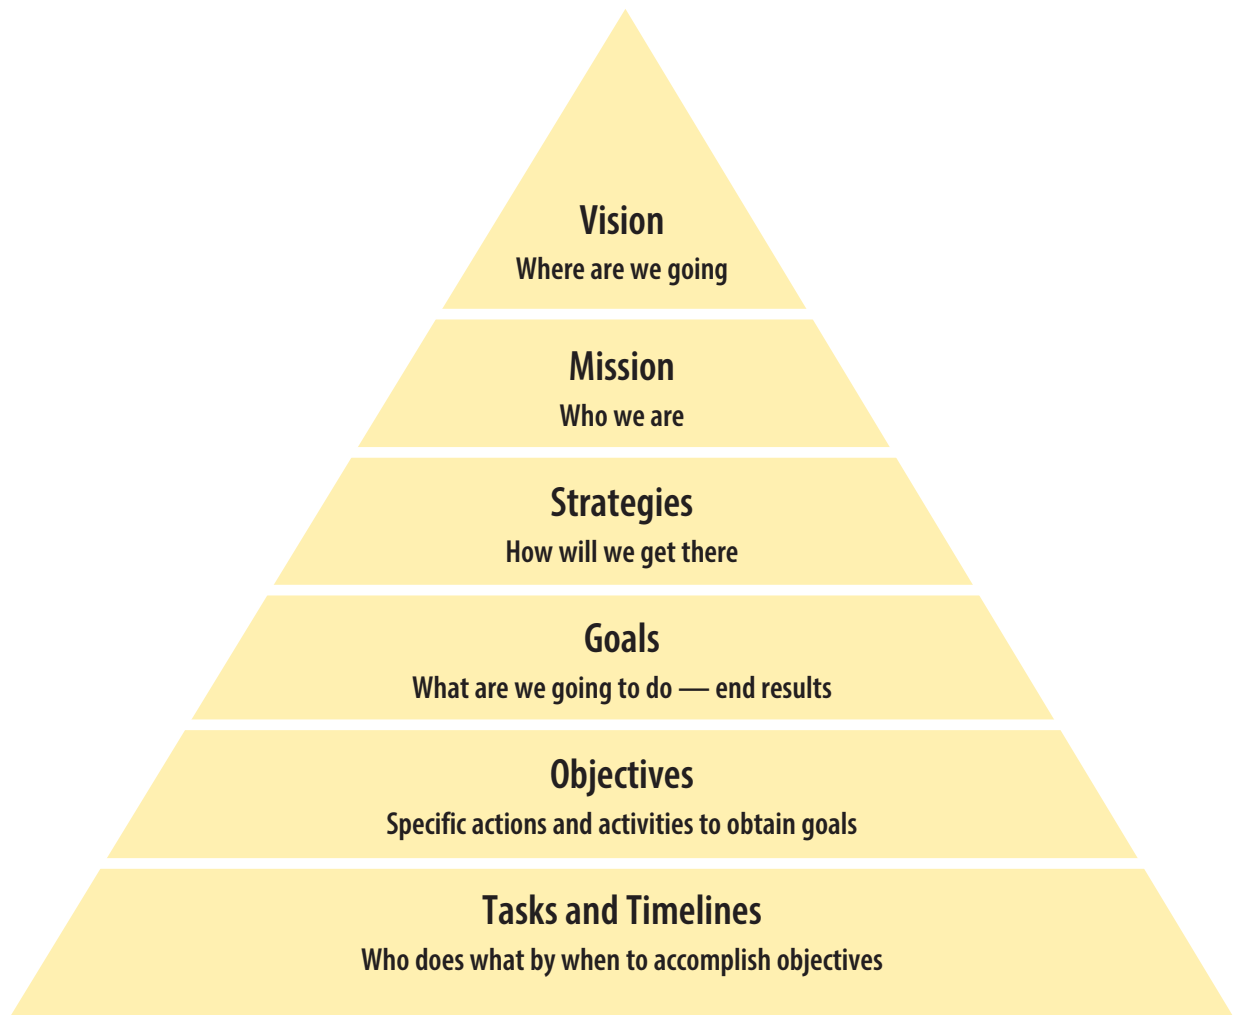 Vision
Where are we going
Mission
Who we are
Strategies
How will we get there
Goals
What are we going to do — end results
Objectives
Specific actions and activities to obtain goals
Tasks and Timelines
Who does what by when to accomplish objectives